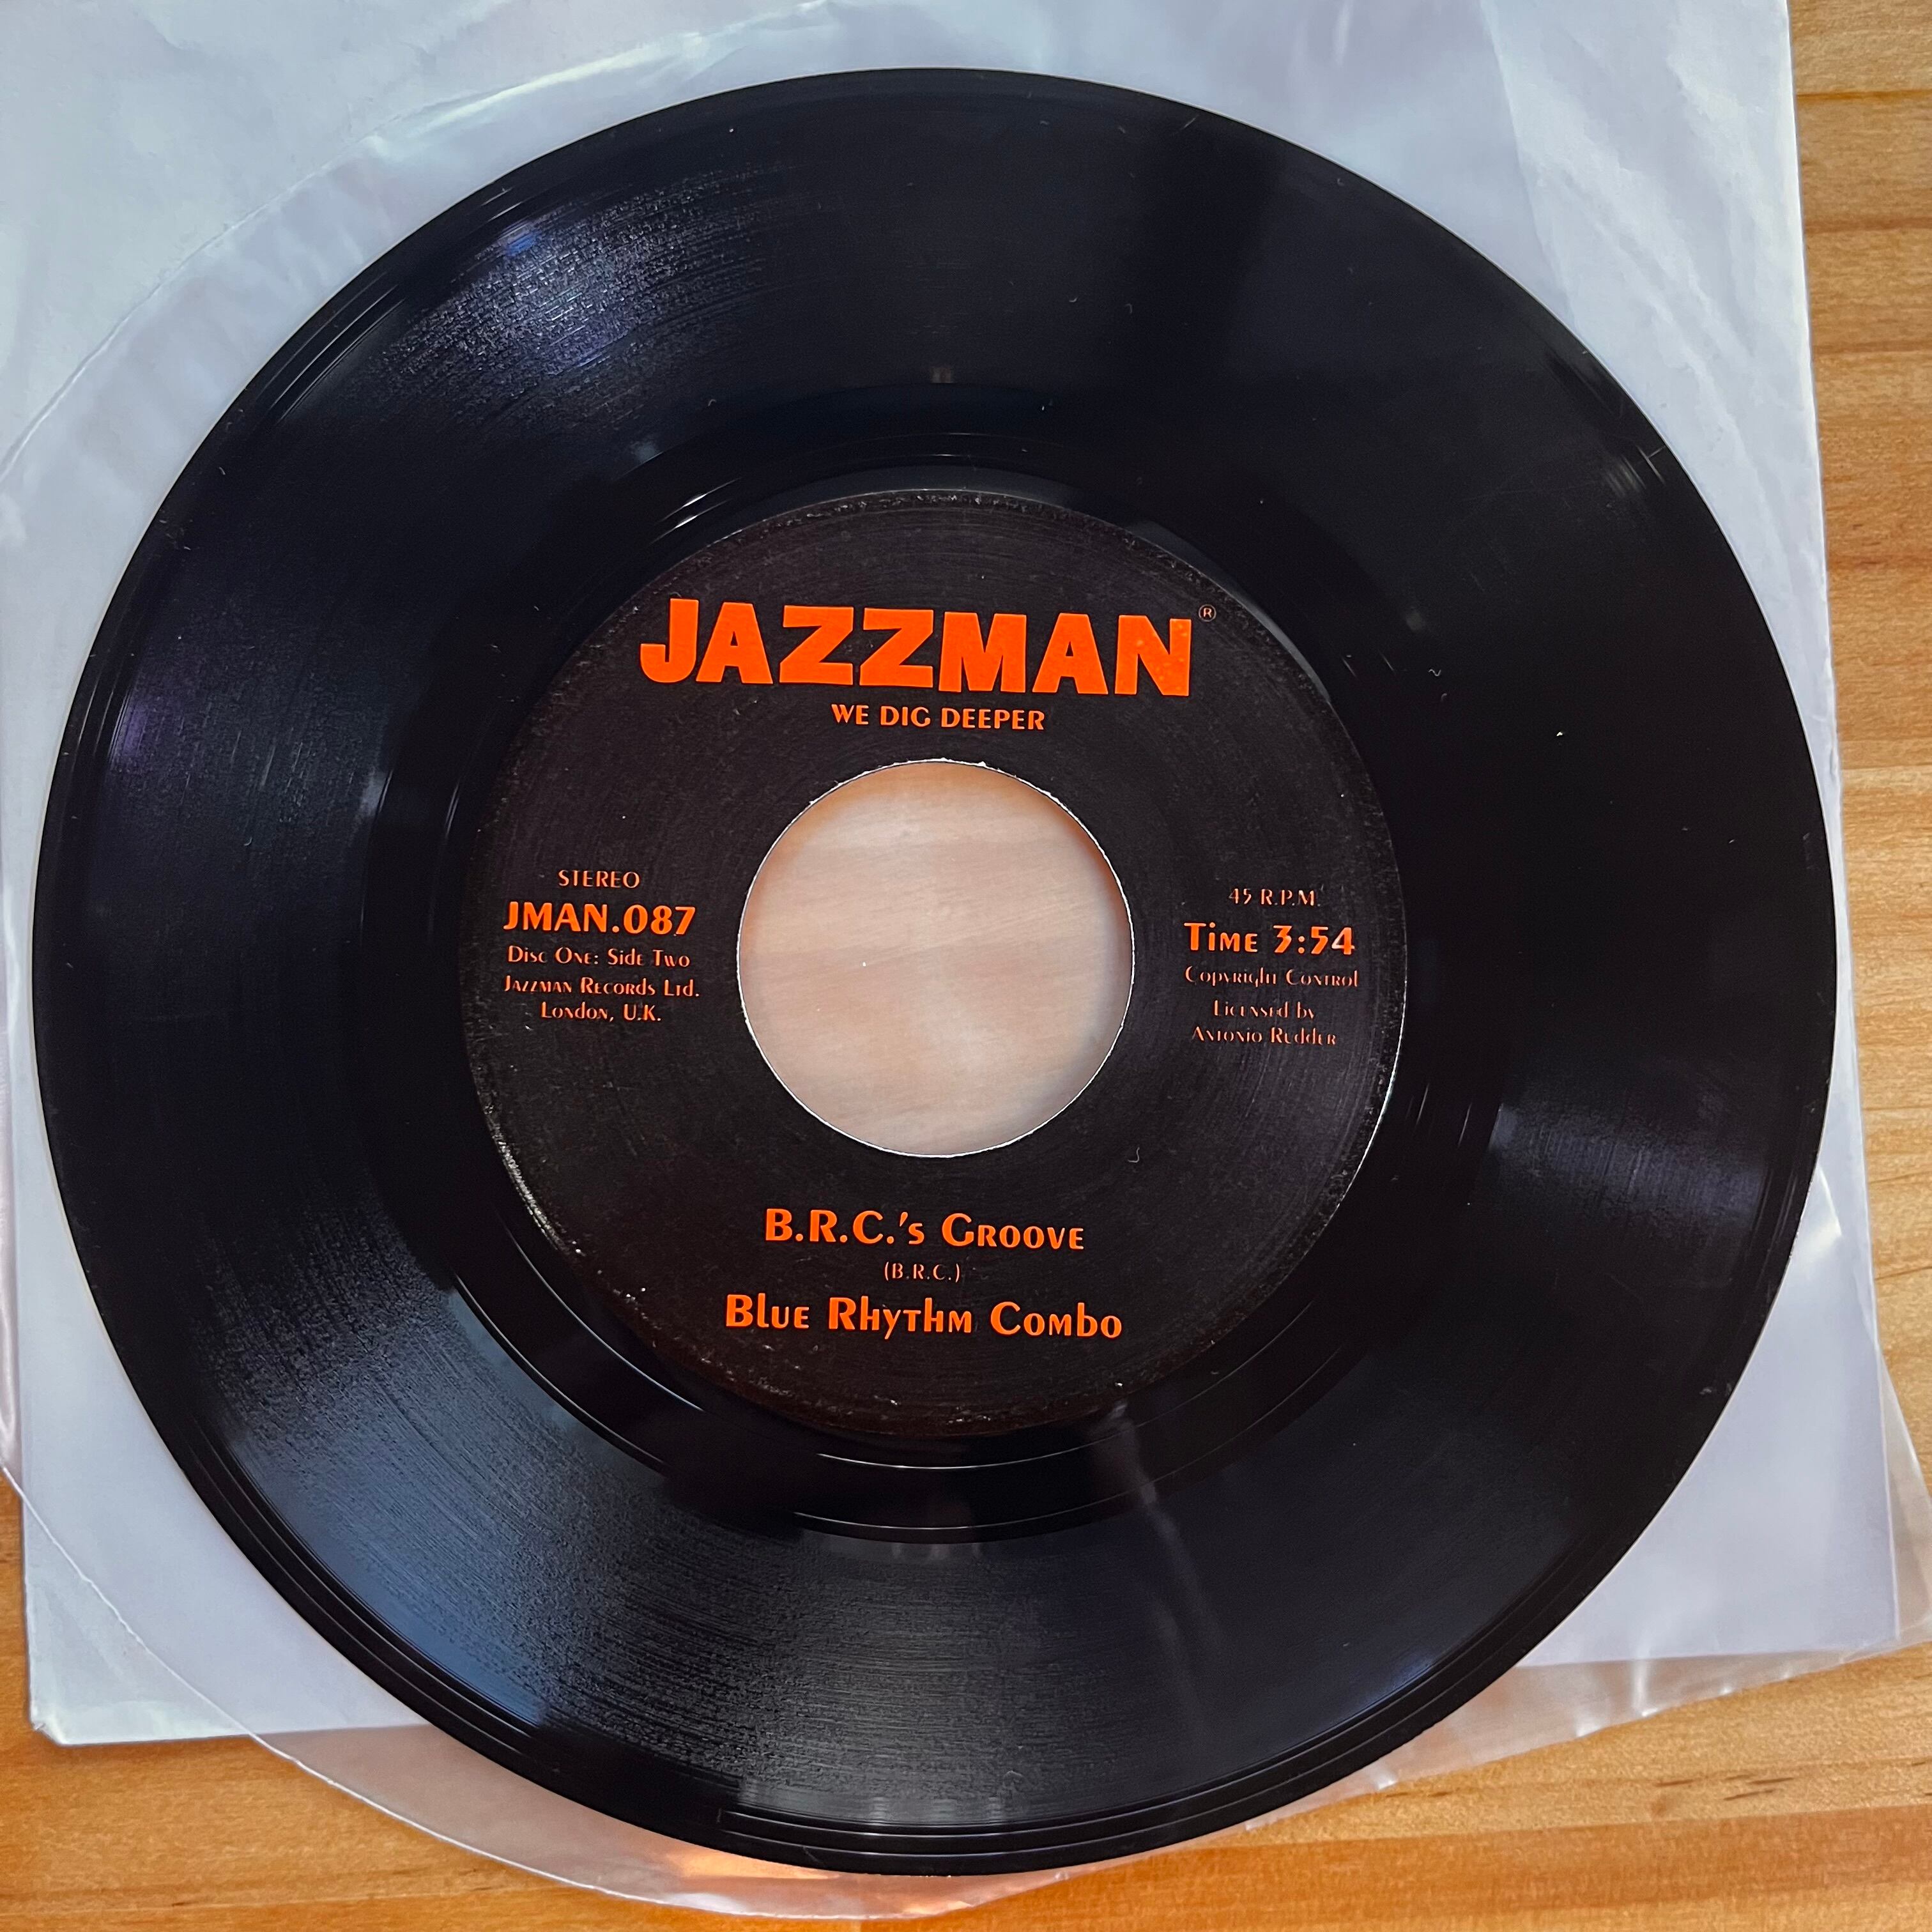 JAZZMAN®
WE DIG DEEPER
STEREO
JMAN.087
Disc One: Side Two
Jazzman Records Ltd.
London, U.K.
45 R.P.M.
Time 3:54
Copyright Control
Licensed by
Antonio Rudder
B.R.C.'s Groove
(B.R.C.)
Blue Rhythm Combo